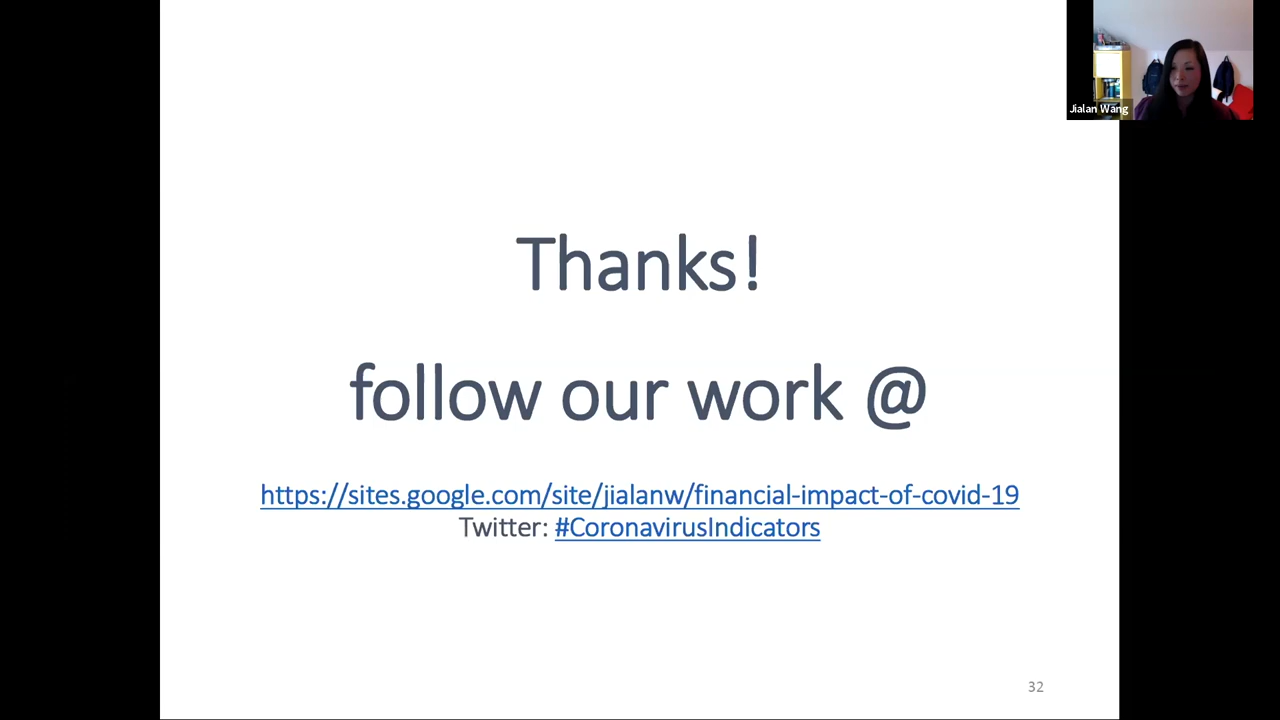 Jialan Wang
Thanks!
follow our work @
https://sites.google.com/site/jialanw/financial-impact-of-covid-19
Twitter: #CoronavirusIndicators
32